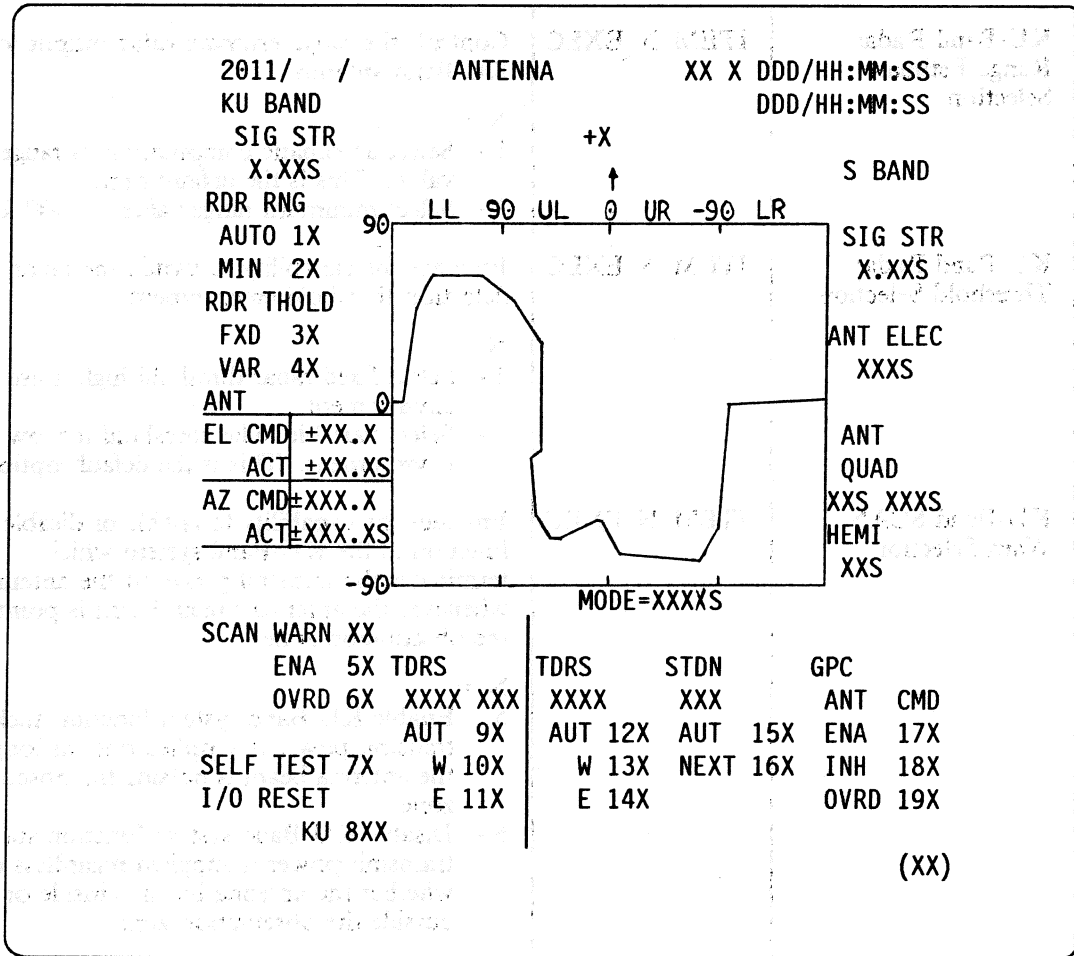 2011/ / ANTENNA XX X DDD/HH:MM:SS
KU BAND DDD/HH:MM:SS
SIG STR +X
X.XXS S BAND
RDR RNG LL 90 UL 0 UR -90 LR
90
AUTO 1X SIG STR
MIN 2X X.XXS
RDR THOLD
FXD 3X ANT ELEC
VAR 4X XXXS
ANT 0
EL CMD ±XX.X ANT
ACT ±XX.XS QUAD
AZ CMD ±XXX.X XXS XXXS
ACT ±XXX.XS HEMI
-90 XXS
MODE=XXXXS
SCAN WARN XX
ENA 5X TDRS TDRS STDN GPC
OVRD 6X XXXX XXX XXXX XXX ANT CMD
AUT 9X AUT 12X AUT 15X ENA 17X
SELF TEST 7X W 10X W 13X NEXT 16X INH 18X
I/O RESET E 11X E 14X OVRD 19X
KU 8XX
(XX)